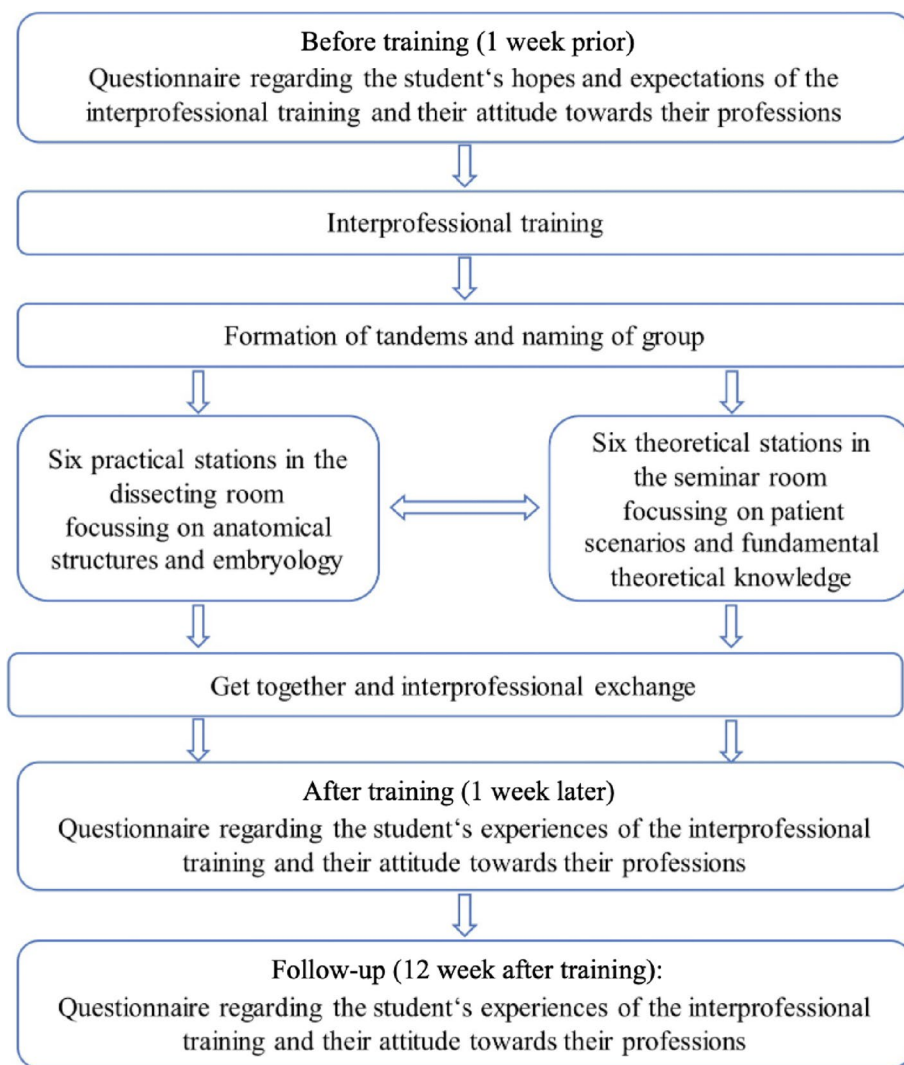 Before training (1 week prior)
Questionnaire regarding the student‘s hopes and expectations of the
interprofessional training and their attitude towards their professions
Interprofessional training
Formation of tandems and naming of group
Six practical stations in the
dissecting room
focussing on anatomical
structures and embryology
Six theoretical stations in
the seminar room
focussing on patient
scenarios and fundamental
theoretical knowledge
Get together and interprofessional exchange
After training (1 week later)
Questionnaire regarding the student‘s experiences of the interprofessional
training and their attitude towards their professions
Follow-up (12 week after training):
Questionnaire regarding the student‘s experiences of the interprofessional
training and their attitude towards their professions